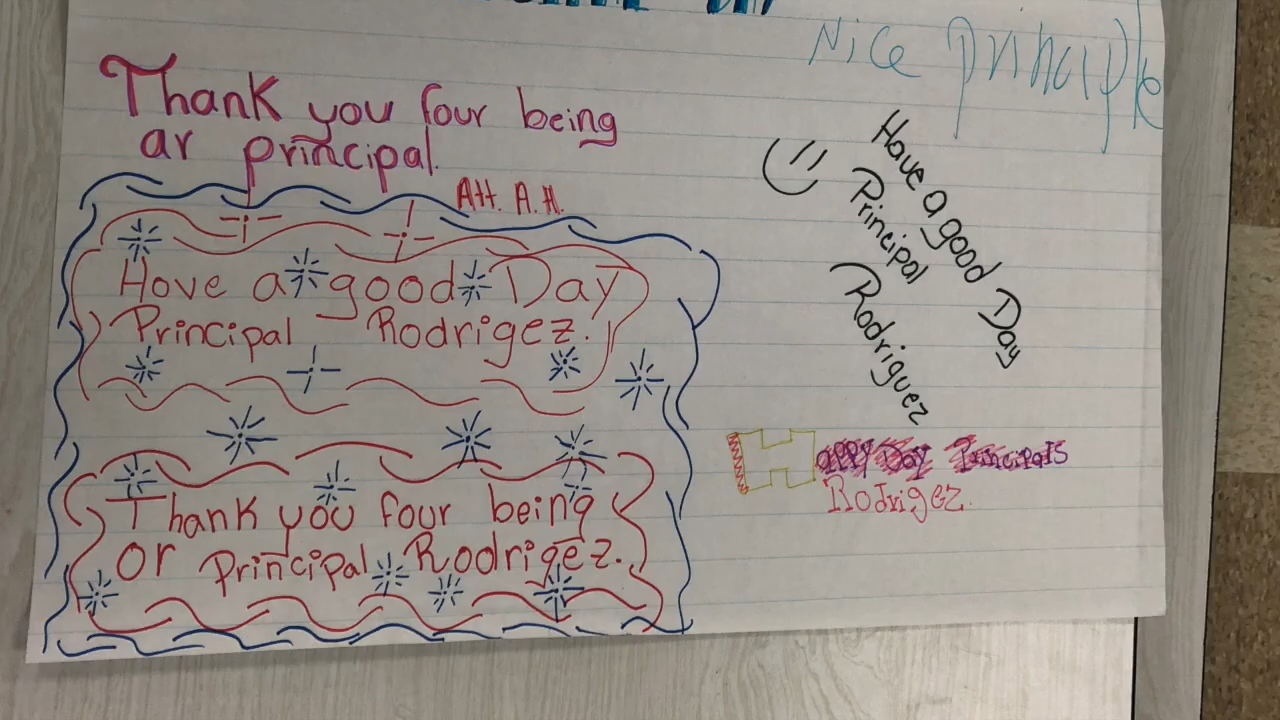 Nice principle
Thank you four being
ar principal.
Att. A.H.
Have a good Day
Principal Rodrigez.
Thank you four being
or Principal Rodrigez.
Have a good Day
Principal
Rodriguez
Happy Day Principals
Rodrigez.